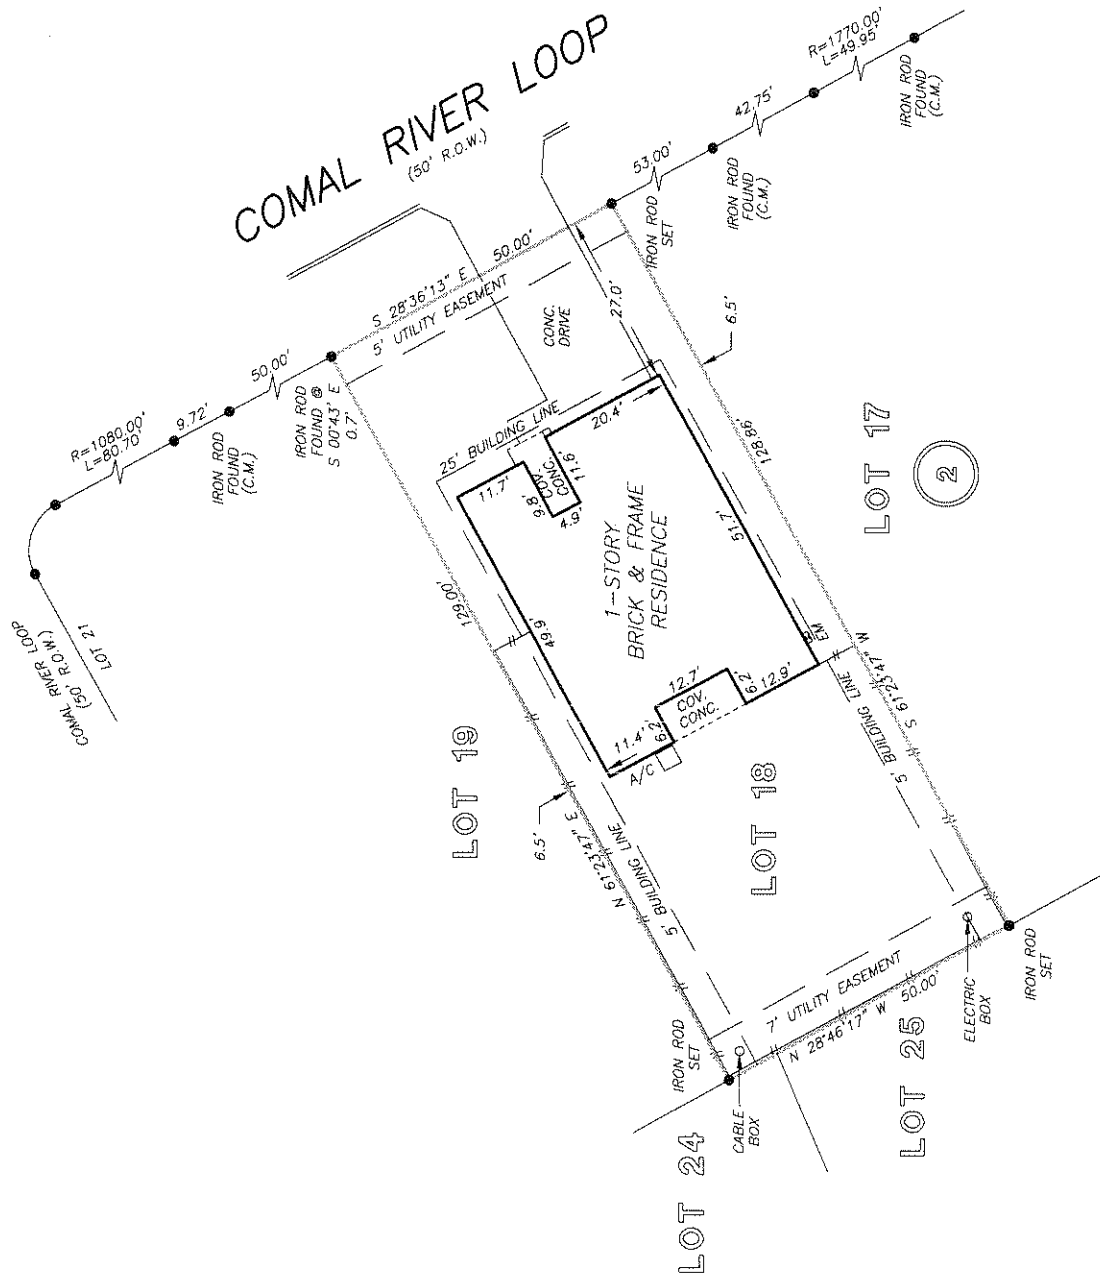 COMAL RIVER LOOP
(50' R.O.W.)
R=1770.00'
L=49.95'
IRON ROD
FOUND
(C.M.)
42.75'
IRON ROD
FOUND
(C.M.)
53.00'
IRON ROD
SET
S 28°36'13" E 50.00'
5' UTILITY EASEMENT
CONC.
DRIVE
27.0'
6.5'
50.00'
IRON ROD
FOUND @
S 00°43' E
0.7'
9.72'
IRON ROD
FOUND
(C.M.)
R=1080.00'
L=80.70'
COMAL RIVER LOOP
(50' R.O.W.)
LOT 21
25' BUILDING LINE
20.4'
11.7'
9.8'
COV.
CONC.
11.6'
4.9'
129.00'
49.9'
1-STORY
BRICK & FRAME
RESIDENCE
51.7'
128.86'
LOT 17
2
EM
12.7'
COV.
CONC.
6.2'
12.9'
6.2'
11.4'
A/C
LOT 19
6.5'
N 61°23'47" E
5' BUILDING LINE
LOT 18
S 61°23'47" W
5' BUILDING LINE
7' UTILITY EASEMENT
N 28°46'17" W 50.00'
IRON ROD
SET
CABLE
BOX
ELECTRIC
BOX
IRON ROD
SET
LOT 24
LOT 25